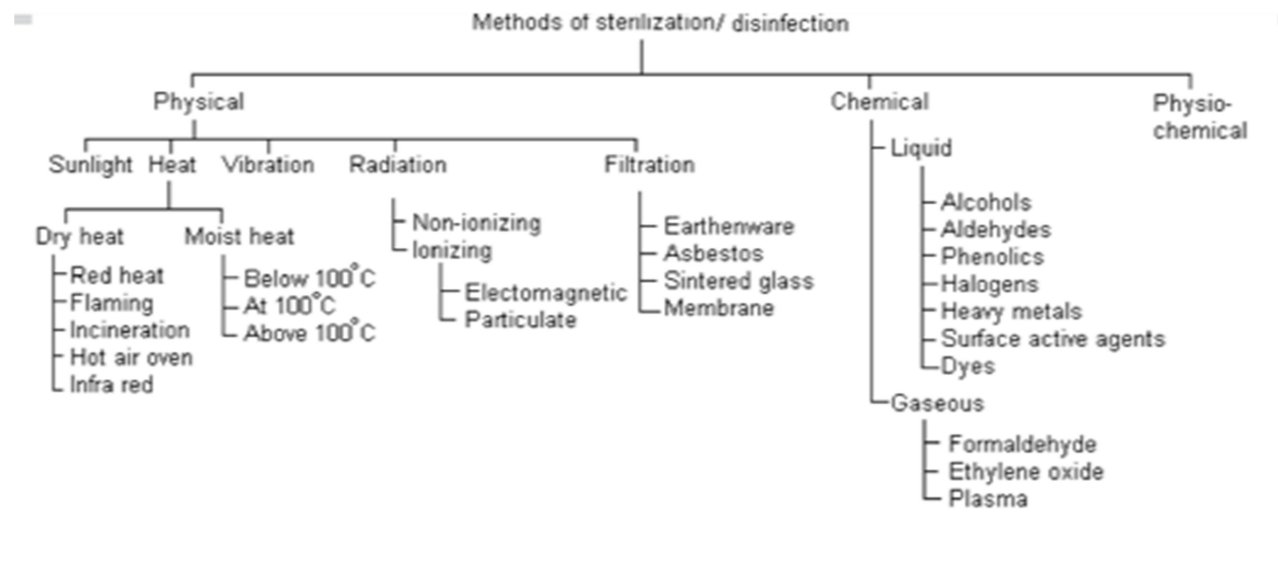 Methods of sterilization/ disinfection
Physical
Chemical
Physio-
chemical
Sunlight Heat Vibration Radiation Filtration
Dry heat
Red heat
Flaming
Incineration
Hot air oven
Infra red
Moist heat
Below 100°C
At 100°C
Above 100°C
Non-ionizing
Ionizing
Electomagnetic
Particulate
Earthenware
Asbestos
Sintered glass
Membrane
Liquid
Alcohols
Aldehydes
Phenolics
Halogens
Heavy metals
Surface active agents
Dyes
Gaseous
Formaldehyde
Ethylene oxide
Plasma